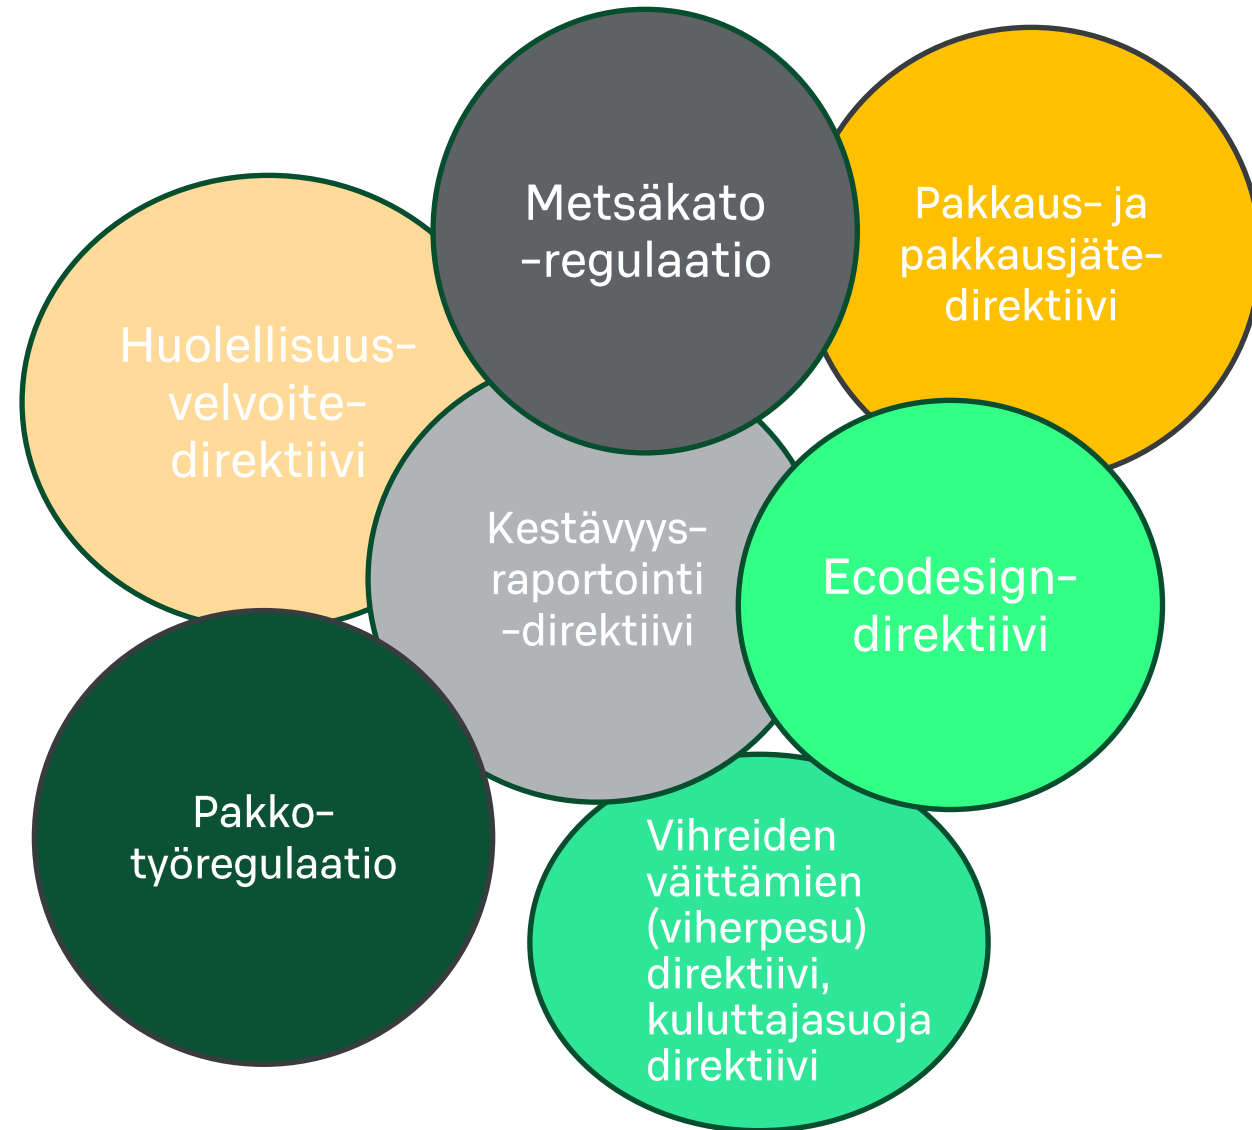 Metsäkato
-regulaatio
Pakkaus- ja
pakkausjäte-
direktiivi
Huolellisuus-
velvoite-
direktiivi
Kestävyys-
raportointi
-direktiivi
Ecodesign-
direktiivi
Pakko-
työregulaatio
Vihreiden
väittämien
(viherpesu)
direktiivi,
kuluttajasuoja
direktiivi